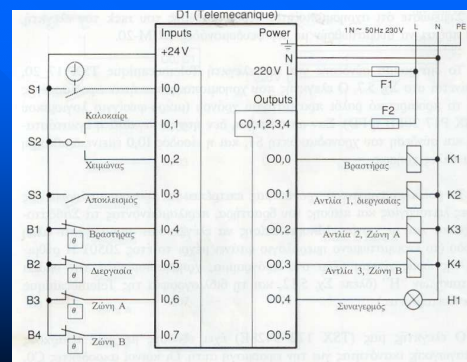 D1 (Telemecanique)
Inputs
Power
1N ~ 50Hz 230V
L
N
PE
+24V
N
220V L
F1
S1
I0,0
Outputs
F2
Καλοκαίρι
I0,1
C0,1,2,3,4
S2
Χειμώνας
I0,2
O0,0
Βραστήρας
K1
S3
Αποκλεισμός
I0,3
O0,1
Αντλία 1, διεργασίας
K2
B1
Βραστήρας
θ
I0,4
O0,2
Αντλία 2, Ζώνη Α
K3
B2
Διεργασία
θ
I0,5
O0,3
Αντλία 3, Ζώνη Β
K4
B3
Ζώνη Α
θ
I0,6
O0,4
Συναγερμός
H1
B4
Ζώνη Β
θ
I0,7
O0,5